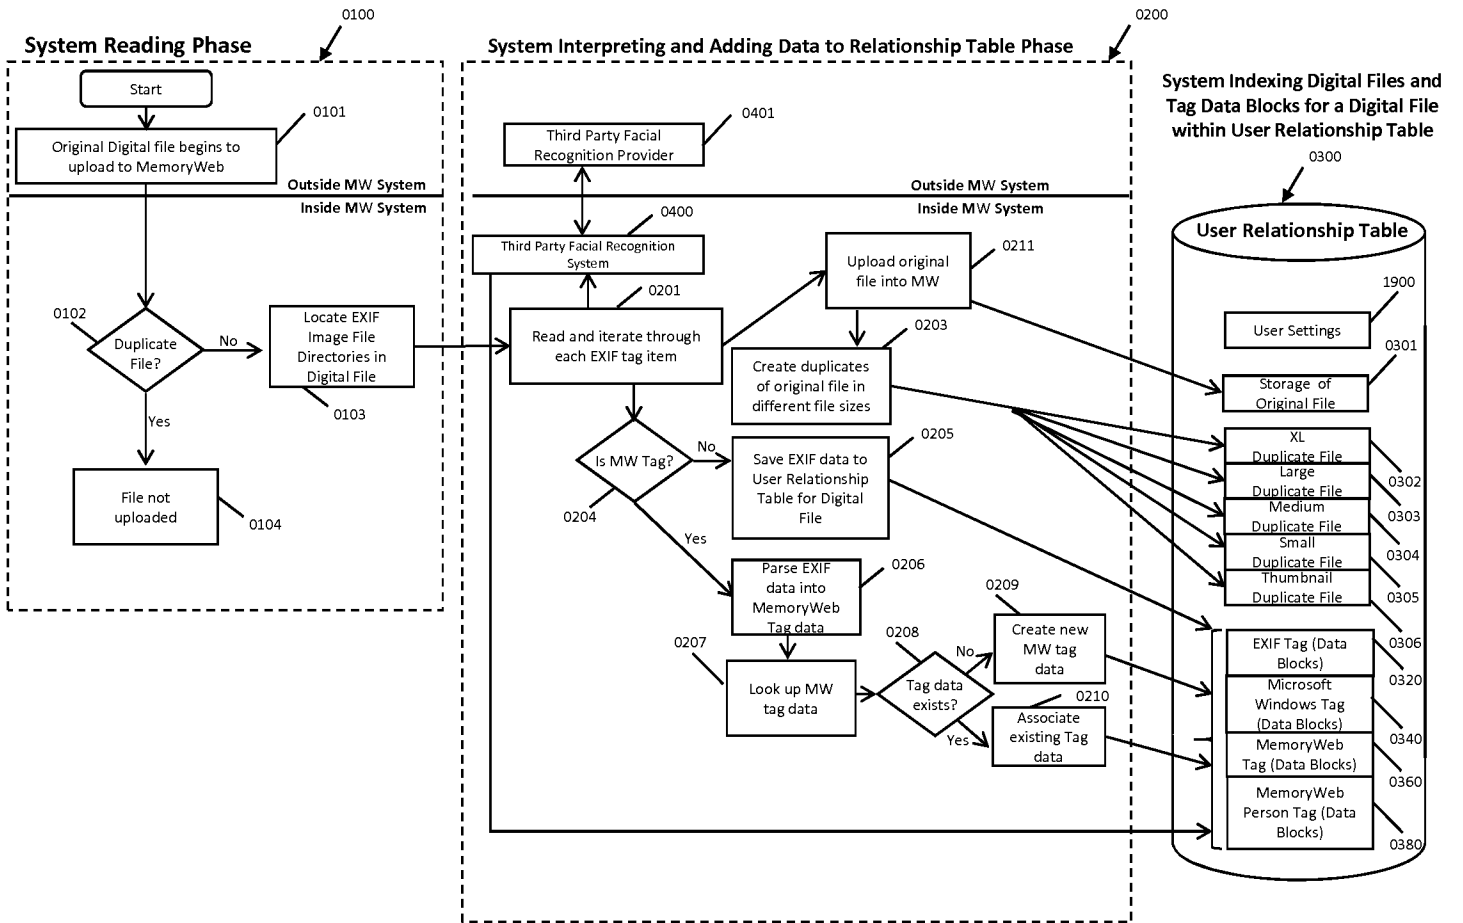 0100
0200
System Reading Phase
System Interpreting and Adding Data to Relationship Table Phase
System Indexing Digital Files and
Tag Data Blocks for a Digital File
within User Relationship Table
0300
Start
0101
Original Digital file begins to
upload to MemoryWeb
Outside MW System
Inside MW System
0102
Duplicate
File?
No
Yes
Locate EXIF
Image File
Directories in
Digital File
0103
File not
uploaded
0104
0401
Third Party Facial
Recognition Provider
Outside MW System
Inside MW System
0400
Third Party Facial Recognition
System
0201
Read and iterate through
each EXIF tag item
0211
Upload original
file into MW
0203
Create duplicates
of original file in
different file sizes
Is MW Tag?
0204
No
Yes
0205
Save EXIF data to
User Relationship
Table for Digital
File
0206
Parse EXIF
data into
MemoryWeb
Tag data
0207
Look up MW
tag data
0208
Tag data
exists?
No
Yes
0209
Create new
MW tag
data
0210
Associate
existing Tag
data
User Relationship Table
1900
User Settings
0301
Storage of
Original File
XL
Duplicate File
0302
Large
Duplicate File
0303
Medium
Duplicate File
0304
Small
Duplicate File
0305
Thumbnail
Duplicate File
0306
EXIF Tag (Data
Blocks)
0320
Microsoft
Windows Tag
(Data Blocks)
0340
MemoryWeb
Tag (Data Blocks)
0360
MemoryWeb
Person Tag (Data
Blocks)
0380